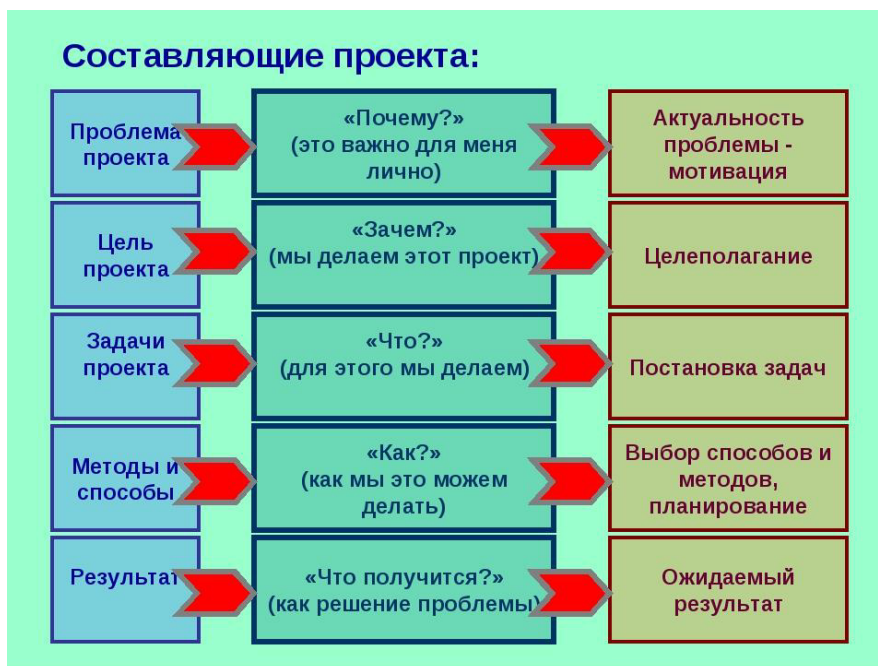 Составляющие проекта:
Проблема
проекта
«Почему?»
(это важно для меня
лично)
Актуальность
проблемы -
мотивация
Цель
проекта
«Зачем?»
(мы делаем этот проект)
Целеполагание
Задачи
проекта
«Что?»
(для этого мы делаем)
Постановка задач
Методы и
способы
«Как?»
(как мы это можем
делать)
Выбор способов и
методов,
планирование
Результат
«Что получится?»
(как решение проблемы)
Ожидаемый
результат